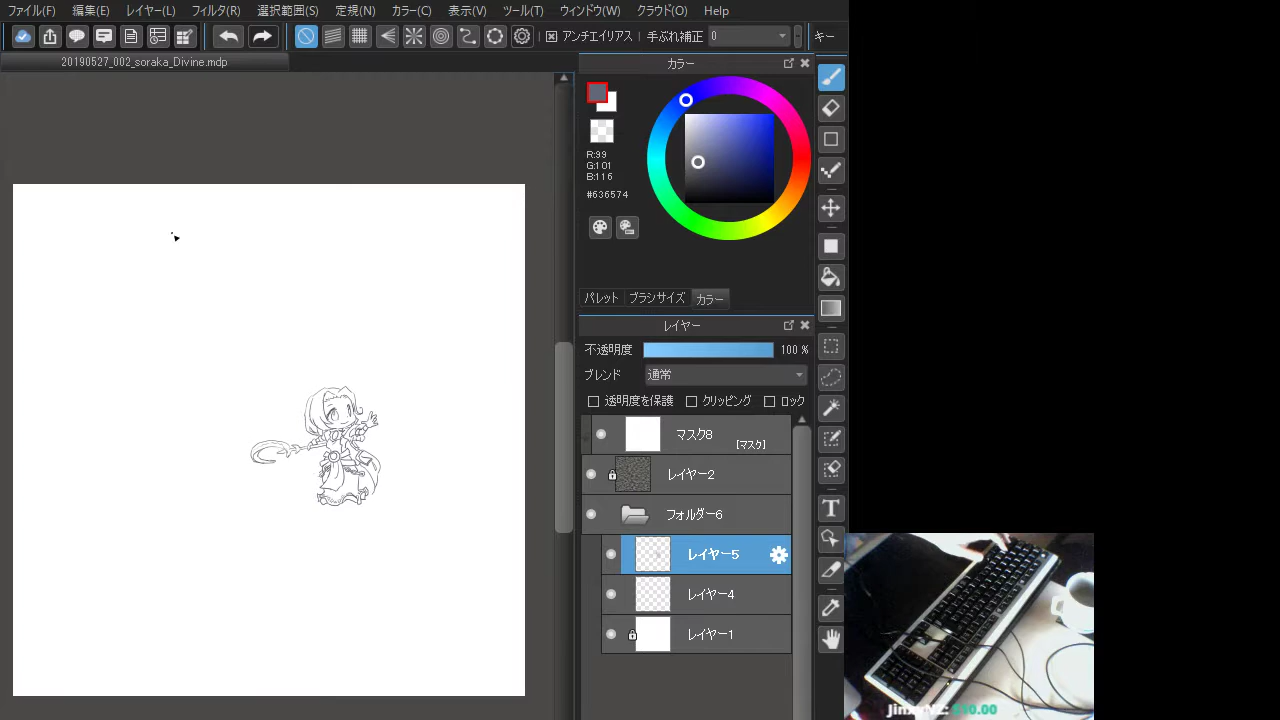 ファイル(F) 編集(E) レイヤー(L) フィルタ(R) 選択範囲(S) 定規(N) カラー(C) 表示(V) ツール(T) ウィンドウ(W) クラウド(O) Help
アンチエイリアス 手ぶれ補正 0 キー
20190527_002_soraka_Divine.mdp
カラー
R:99
G:101
B:116
#636574
パレット ブラシサイズ カラー
レイヤー
不透明度 100 %
ブレンド 通常
透明度を保護 クリッピング ロック
マスク8
[マスク]
レイヤー2
フォルダー6
レイヤー5
レイヤー4
レイヤー1
T
$10.00